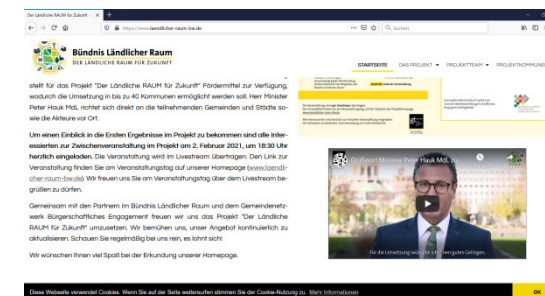 Der Ländliche RAUM für Zukunft
https://www.laendlicher-raum-bw.de
Suchen
Bündnis Ländlicher Raum
DER LÄNDLICHE RAUM FÜR ZUKUNFT
STARTSEITE DAS PROJEKT PROJEKTTEAM PROJEKTKOMMUNE
stellt für das Projekt "Der Ländliche RAUM für Zukunft" Fördermittel zur Verfügung,
wodurch die Umsetzung in bis zu 40 Kommunen ermöglicht werden soll. Herr Minister
Peter Hauk MdL richtet sich direkt an die teilnehmenden Gemeinden und Städte so-
wie die Akteure vor Ort.
Um einen Einblick in die Ersten Ergebnisse im Projekt zu bekommen sind alle Inter-
essierten zur Zwischenveranstaltung im Projekt am 2. Februar 2021, um 18:30 Uhr
herzlich eingeladen. Die Veranstaltung wird im Livestream übertragen. Den Link zur
Veranstaltung finden Sie am Veranstaltungstag auf unserer Homepage (www.laendli-
cher-raum-bw.de). Wir freuen uns Sie am Veranstaltungstag über dem Livestream be-
grüßen zu dürfen.
Gemeinsam mit den Partnern im Bündnis Ländlicher Raum und dem Gemeindenetz-
werk Bürgerschaftliches Engagement freuen wir uns das Projekt "Der Ländliche
RAUM für Zukunft" umzusetzen. Wir bemühen uns, unser Angebot kontinuierlich zu
aktualisieren. Schauen Sie regelmäßig bei uns rein, es lohnt sich!
Wir wünschen Ihnen viel Spaß bei der Erkundung unserer Homepage.
Grußwort Minister Peter Hauk MdL zu
Für die Umsetzung wünsche ich Ihnen gutes Gelingen,
Diese Webseite verwendet Cookies. Wenn Sie auf der Seite weitersurfen stimmen Sie der Cookie-Nutzung zu. Mehr Informationen
OK